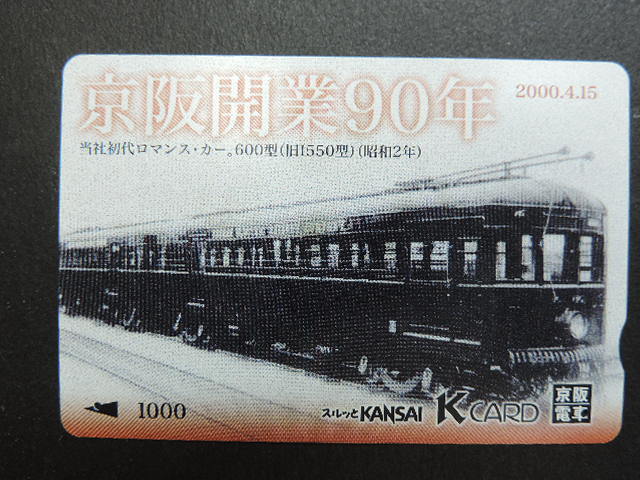 京阪開業90年
2000.4.15
当社初代ロマンス・カー。600型(旧1550型)(昭和2年)
1000
スルッとKANSAI
K CARD
京阪
電車